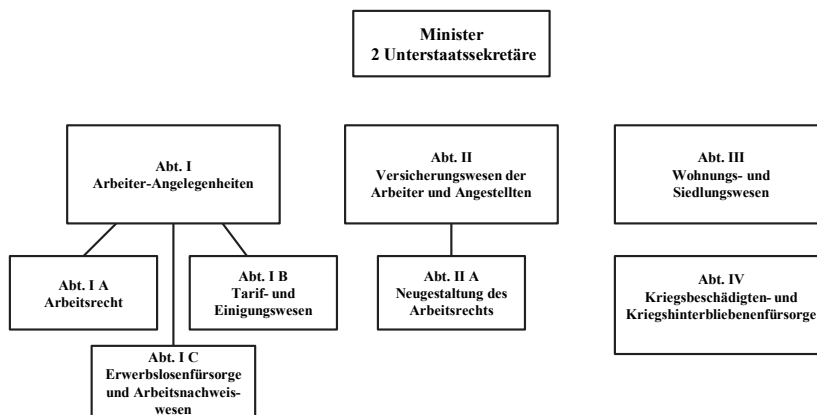 Minister
2 Unterstaatssekretäre
Abt. I
Arbeiter-Angelegenheiten
Abt. II
Versicherungswesen der
Arbeiter und Angestellten
Abt. III
Wohnungs- und
Siedlungswesen
Abt. I A
Arbeitsrecht
Abt. I B
Tarif- und
Einigungswesen
Abt. II A
Neugestaltung des
Arbeitsrechts
Abt. IV
Kriegsbeschädigten- und
Kriegshinterbliebenenfürsorge
Abt. I C
Erwerbslosenfürsorge
und Arbeitsnachweis-
wesen